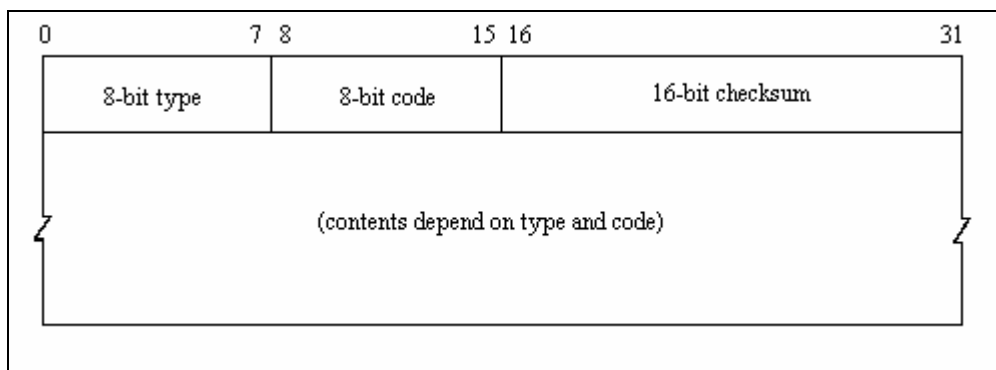 0 7 8 15 16 31
8-bit type 8-bit code 16-bit checksum
(contents depend on type and code)